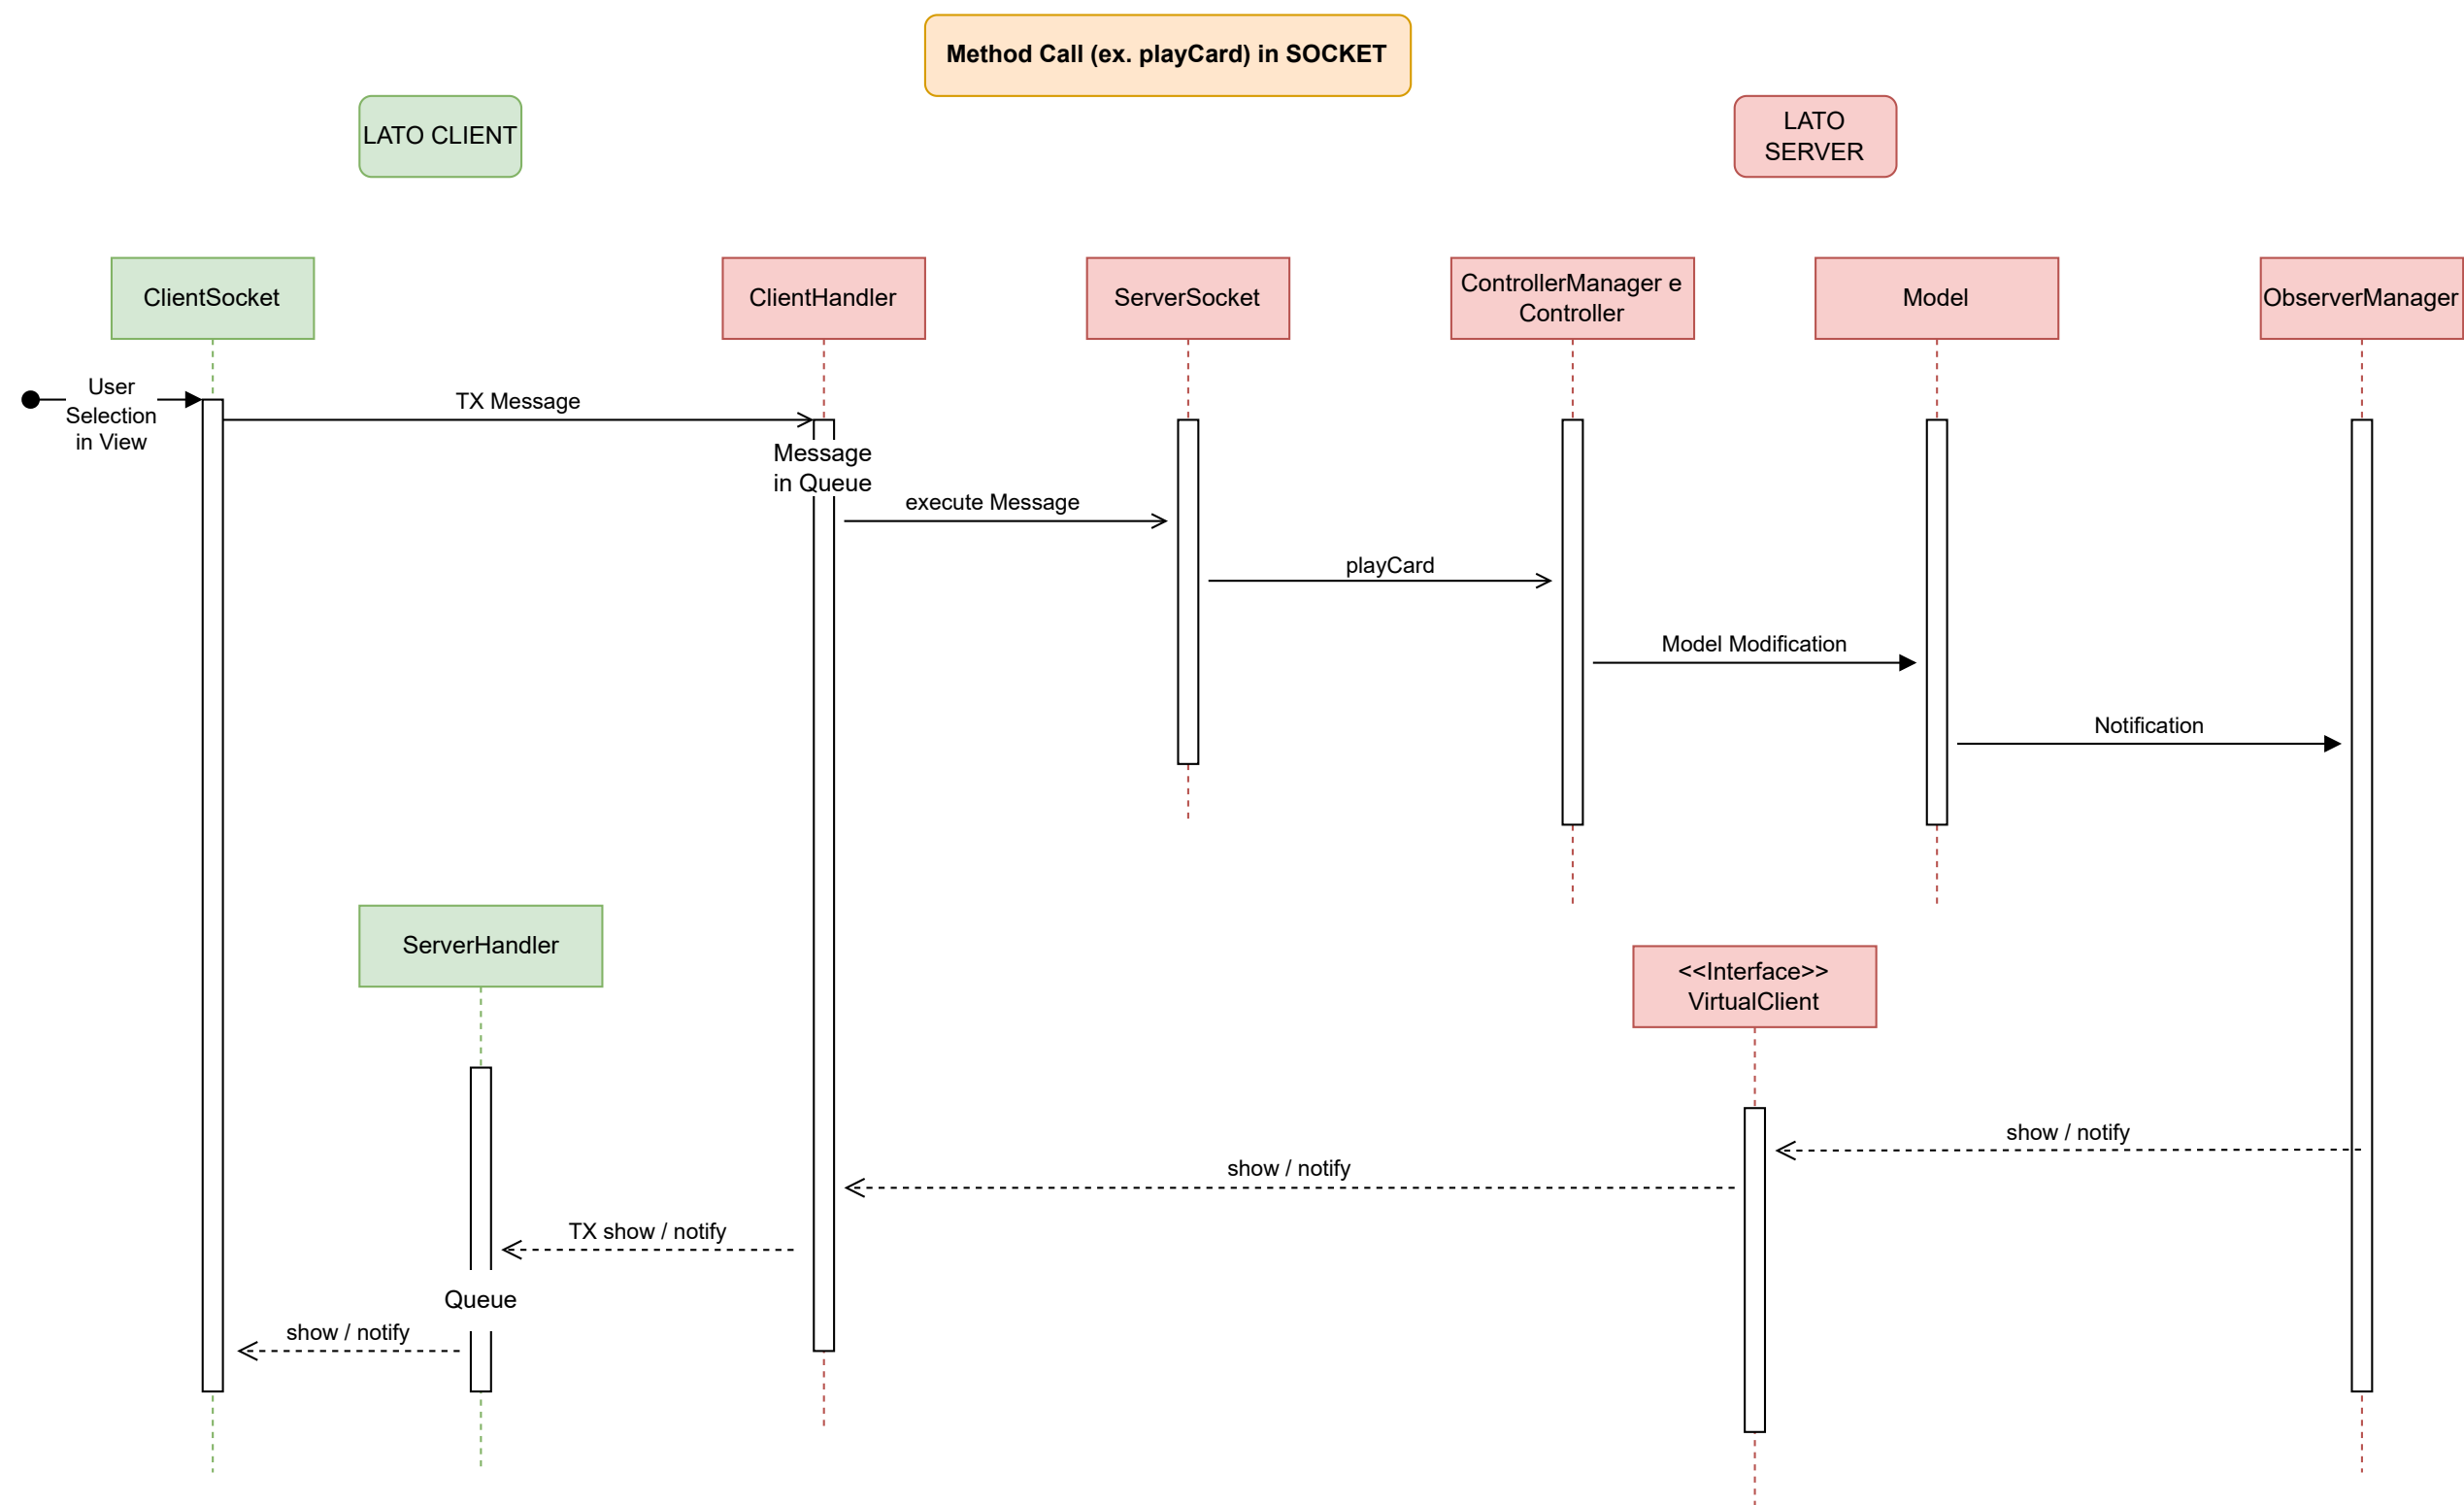 Method Call (ex. playCard) in SOCKET
LATO CLIENT
LATO
SERVER
ClientSocket
ClientHandler
ServerSocket
ControllerManager e
Controller
Model
ObserverManager
User
Selection
in View
TX Message
Message
in Queue
execute Message
playCard
Model Modification
Notification
ServerHandler
<<Interface>>
VirtualClient
show / notify
show / notify
TX show / notify
Queue
show / notify